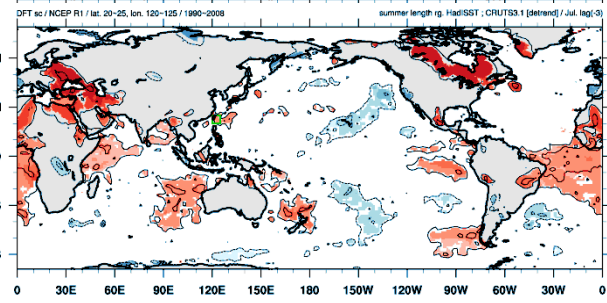 DFT sc / NCEP R1 / lat. 20-25, lon. 120-125 / 1990-2008
summer length rg. HadISST ; CRUTS3.1 [detrend] / Jul. lag(-3)
0 30E 60E 90E 120E 150E 180 150W 120W 90W 60W 30W 0